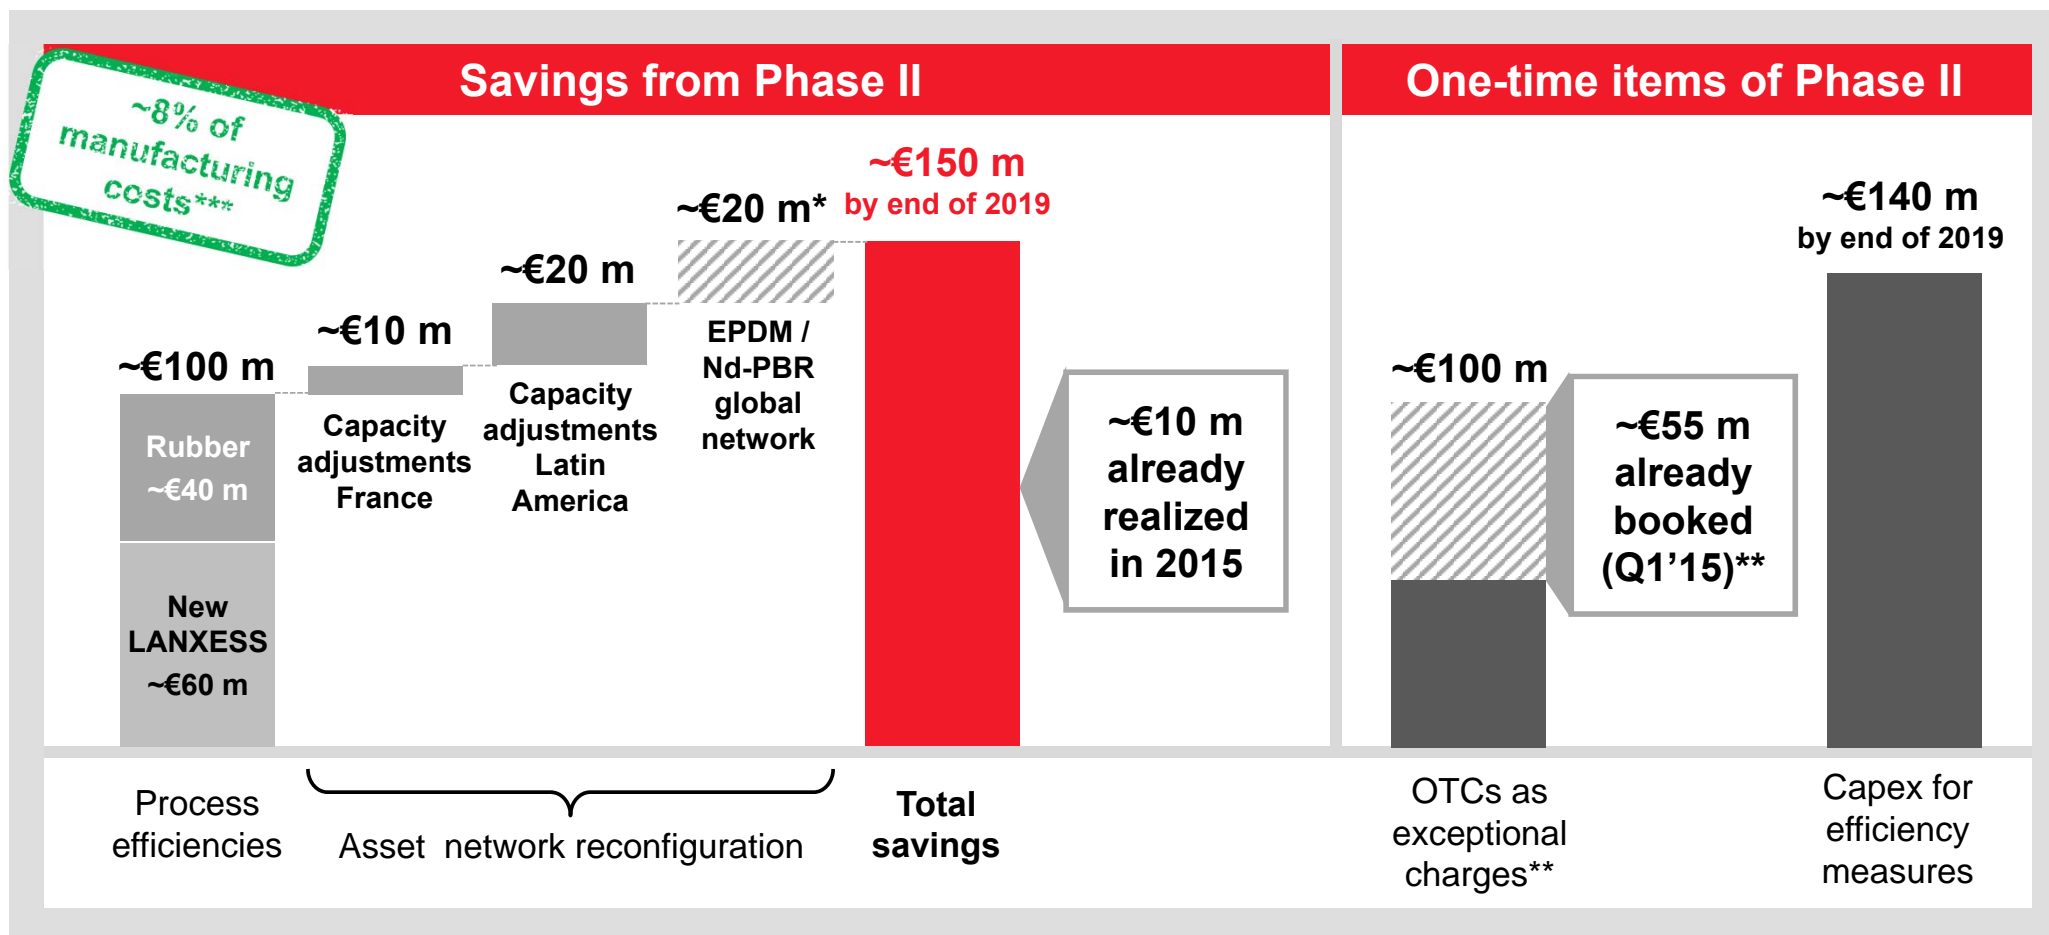 Savings from Phase II
One-time items of Phase II
~8% of
manufacturing
costs***
~€100 m
Rubber
~€40 m
New
LANXESS
~€60 m
~€10 m
Capacity
adjustments
France
~€20 m
Capacity
adjustments
Latin
America
~€20 m*
EPDM /
Nd-PBR
global
network
~€150 m
by end of 2019
~€10 m
already
realized
in 2015
~€100 m
~€55 m
already
booked
(Q1’15)**
~€140 m
by end of 2019
Process
efficiencies
Asset network reconfiguration
Total
savings
OTCs as
exceptional
charges**
Capex for
efficiency
measures